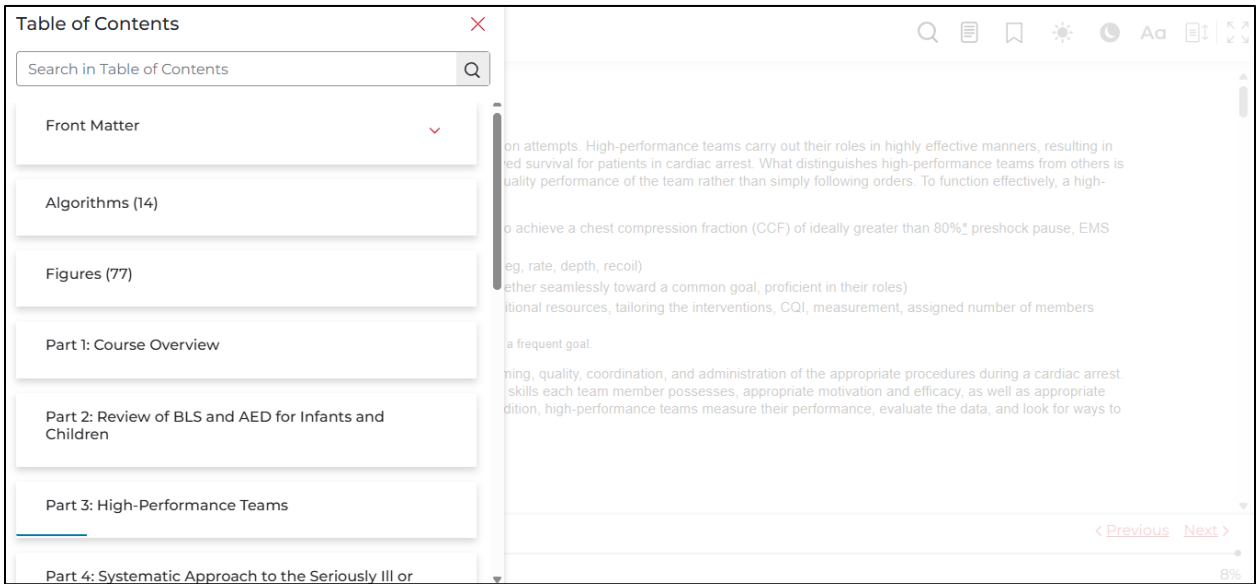 Table of Contents
Search in Table of Contents
Front Matter
Algorithms (14)
Figures (77)
Part 1: Course Overview
Part 2: Review of BLS and AED for Infants and
Children
Part 3: High-Performance Teams
Part 4: Systematic Approach to the Seriously Ill or
Aa
on attempts. High-performance teams carry out their roles in highly effective manners, resulting in
ed survival for patients in cardiac arrest. What distinguishes high-performance teams from others is
uality performance of the team rather than simply following orders. To function effectively, a high-
o achieve a chest compression fraction (CCF) of ideally greater than 80%* preshock pause, EMS
eg, rate, depth, recoil)
ether seamlessly toward a common goal, proficient in their roles)
itional resources, tailoring the interventions, CQI, measurement, assigned number of members
a frequent goal.
ning, quality, coordination, and administration of the appropriate procedures during a cardiac arrest.
skills each team member possesses, appropriate motivation and efficacy, as well as appropriate
dition, high-performance teams measure their performance, evaluate the data, and look for ways to
< Previous Next >
8%